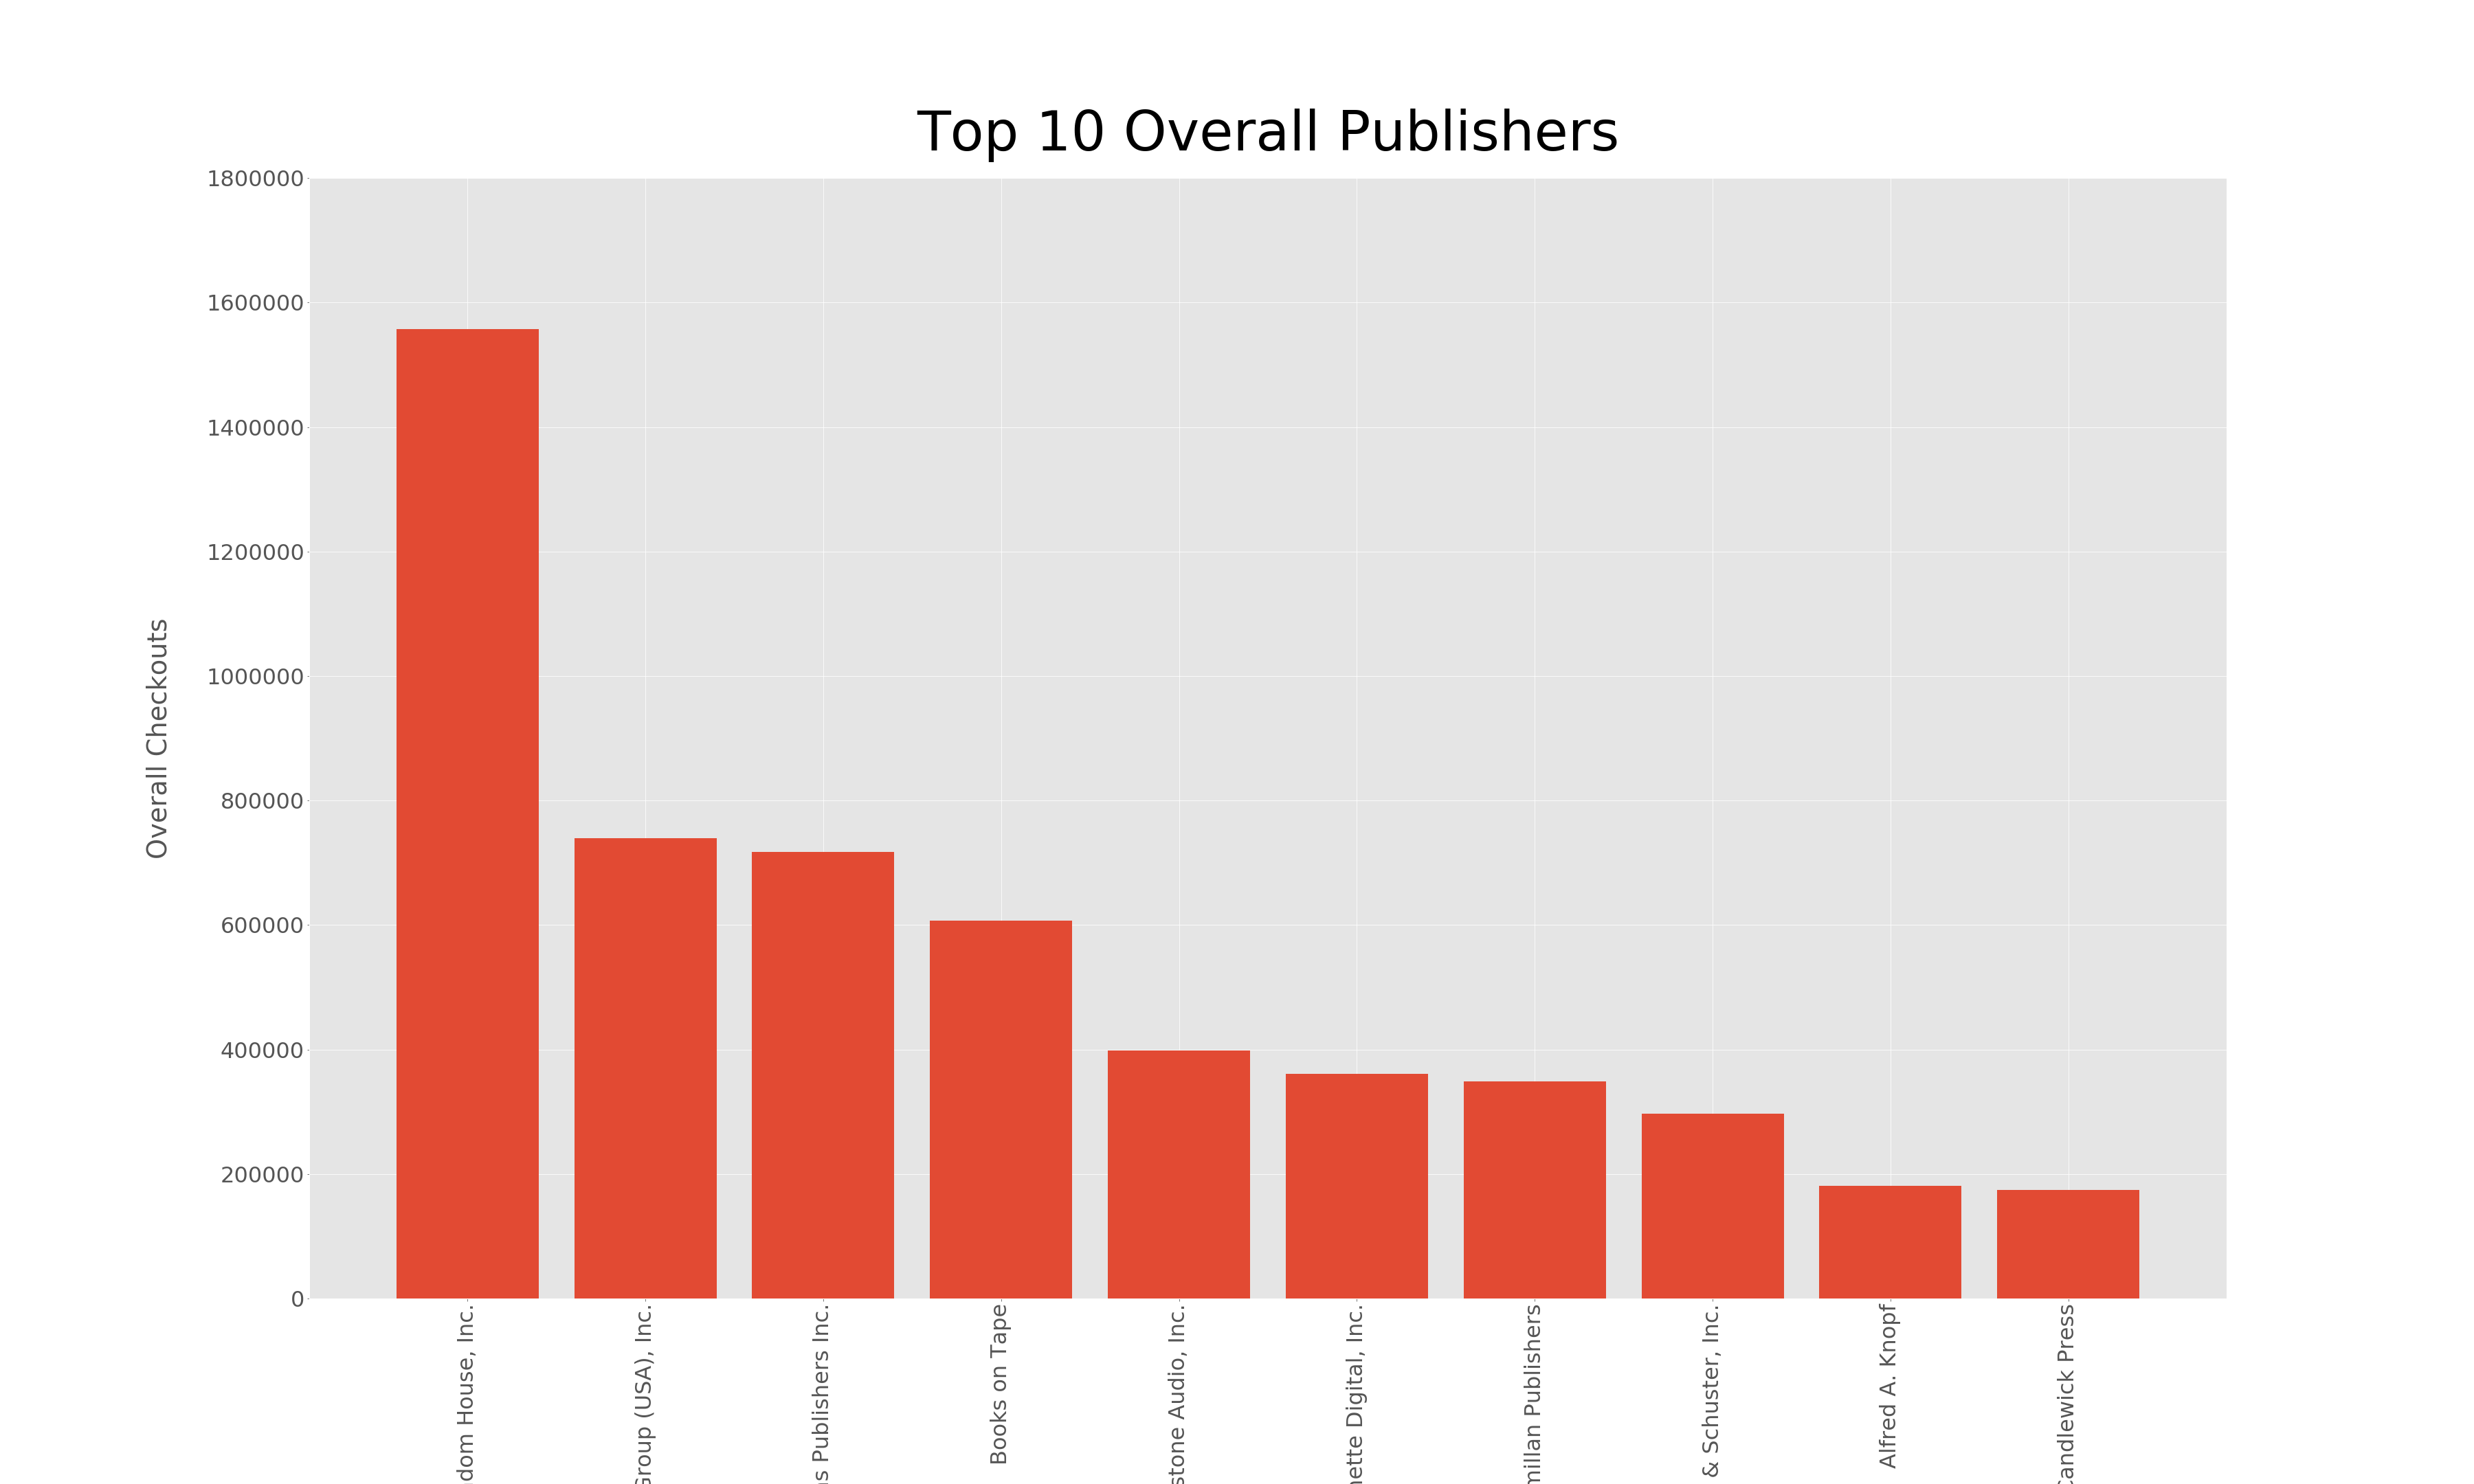 Top 10 Overall Publishers
Overall Checkouts
1800000
1600000
1400000
1200000
1000000
800000
600000
400000
200000
0
dom House, Inc.
Group (USA), Inc.
s Publishers Inc.
Books on Tape
stone Audio, Inc.
ette Digital, Inc.
millan Publishers
& Schuster, Inc.
Alfred A. Knopf
Candlewick Press